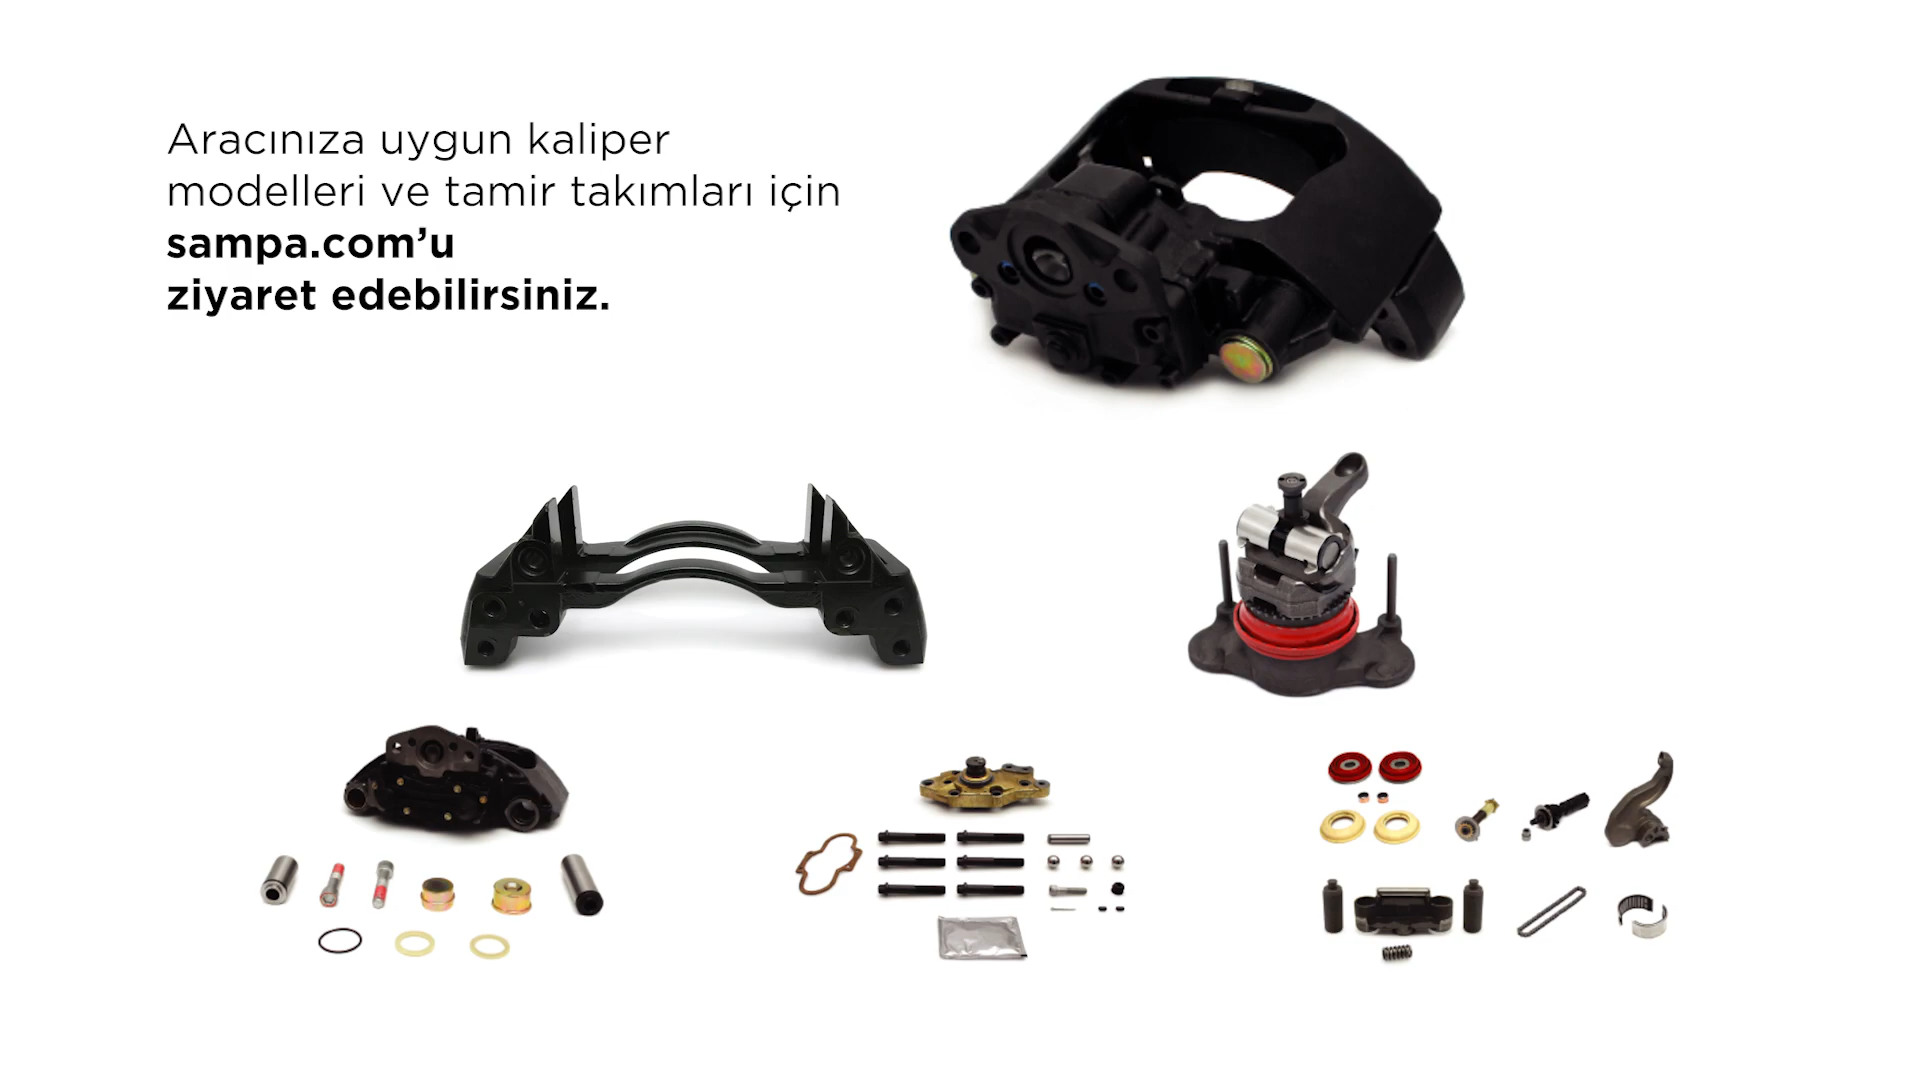 Aracınıza uygun kaliper
modelleri ve tamir takımları için
sampa.com’u
ziyaret edebilirsiniz.